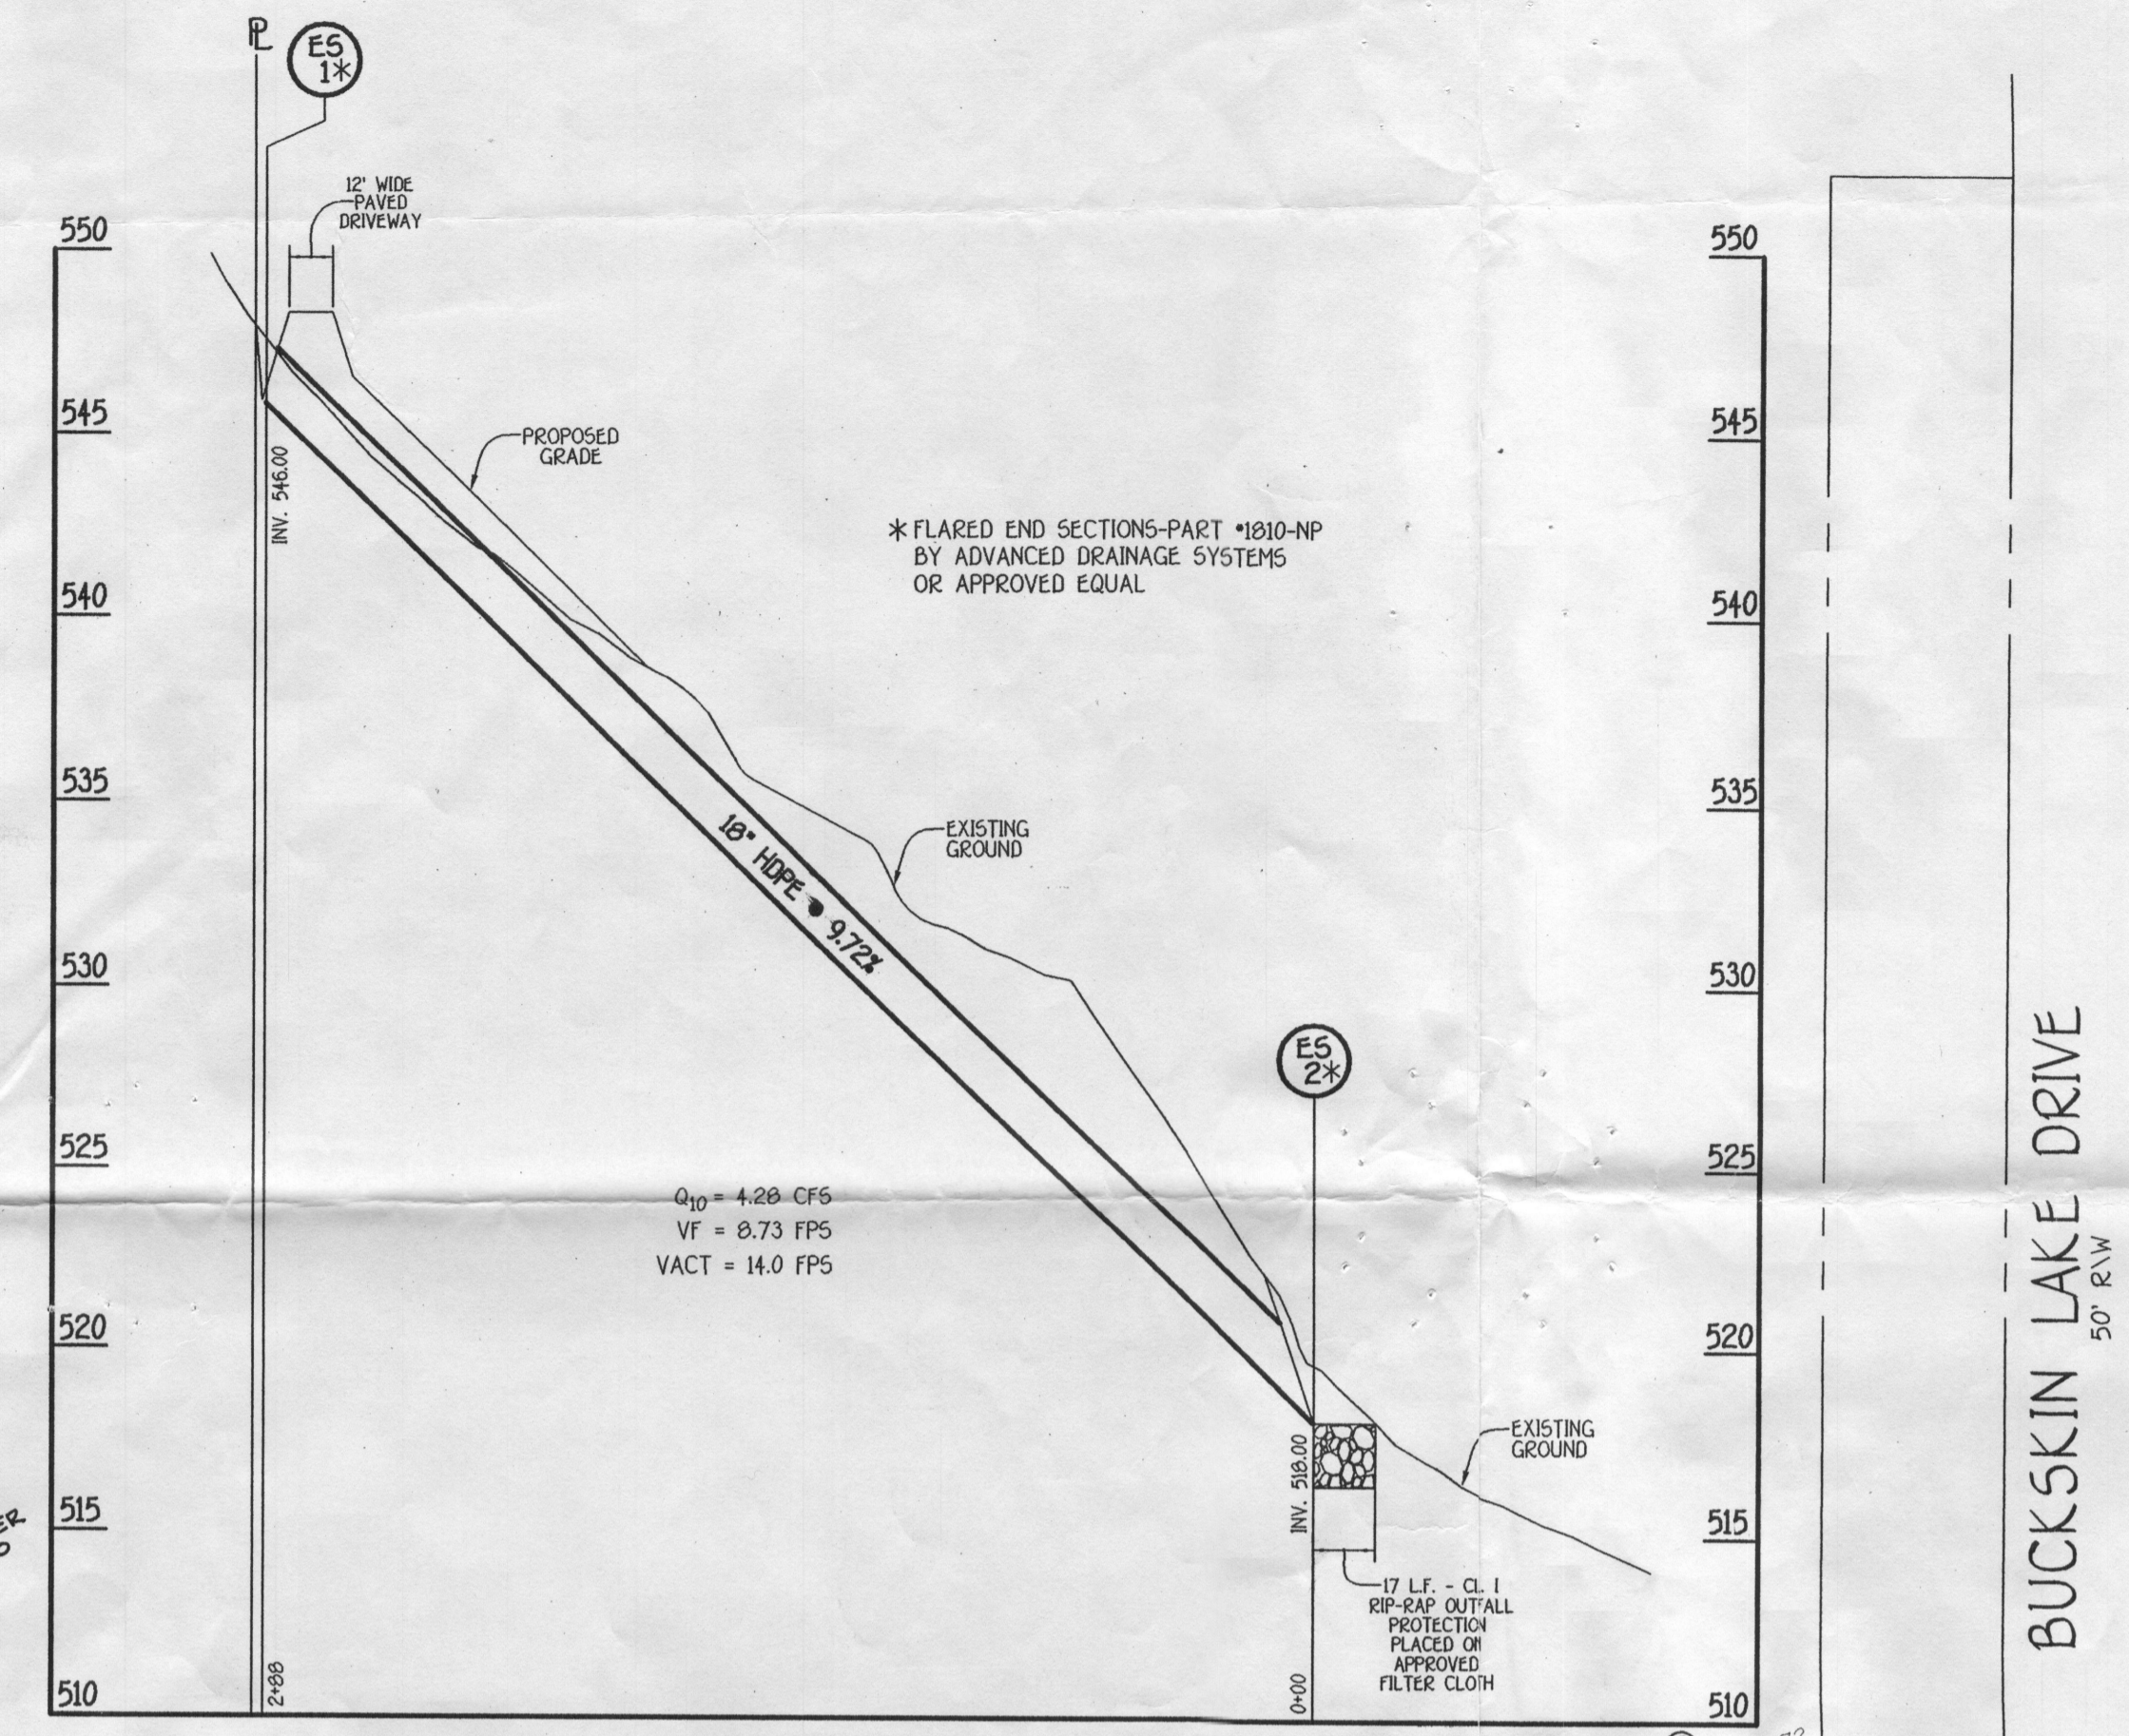 PL
ES
1*
12' WIDE
PAVED
DRIVEWAY
550
545
540
535
530
525
520
515
510
550
545
540
535
530
525
520
515
510
INV. 546.00
PROPOSED
GRADE
* FLARED END SECTIONS-PART •1810-NP
BY ADVANCED DRAINAGE SYSTEMS
OR APPROVED EQUAL
18" HDPE • 9.72%
EXISTING
GROUND
ES
2*
Q10 = 4.28 CFS
VF = 8.73 FPS
VACT = 14.0 FPS
INV. 518.00
EXISTING
GROUND
17 L.F. - CL. I
RIP-RAP OUTFALL
PROTECTION
PLACED ON
APPROVED
FILTER CLOTH
2+88
0+00
BUCKSKIN LAKE DRIVE
50' R\W